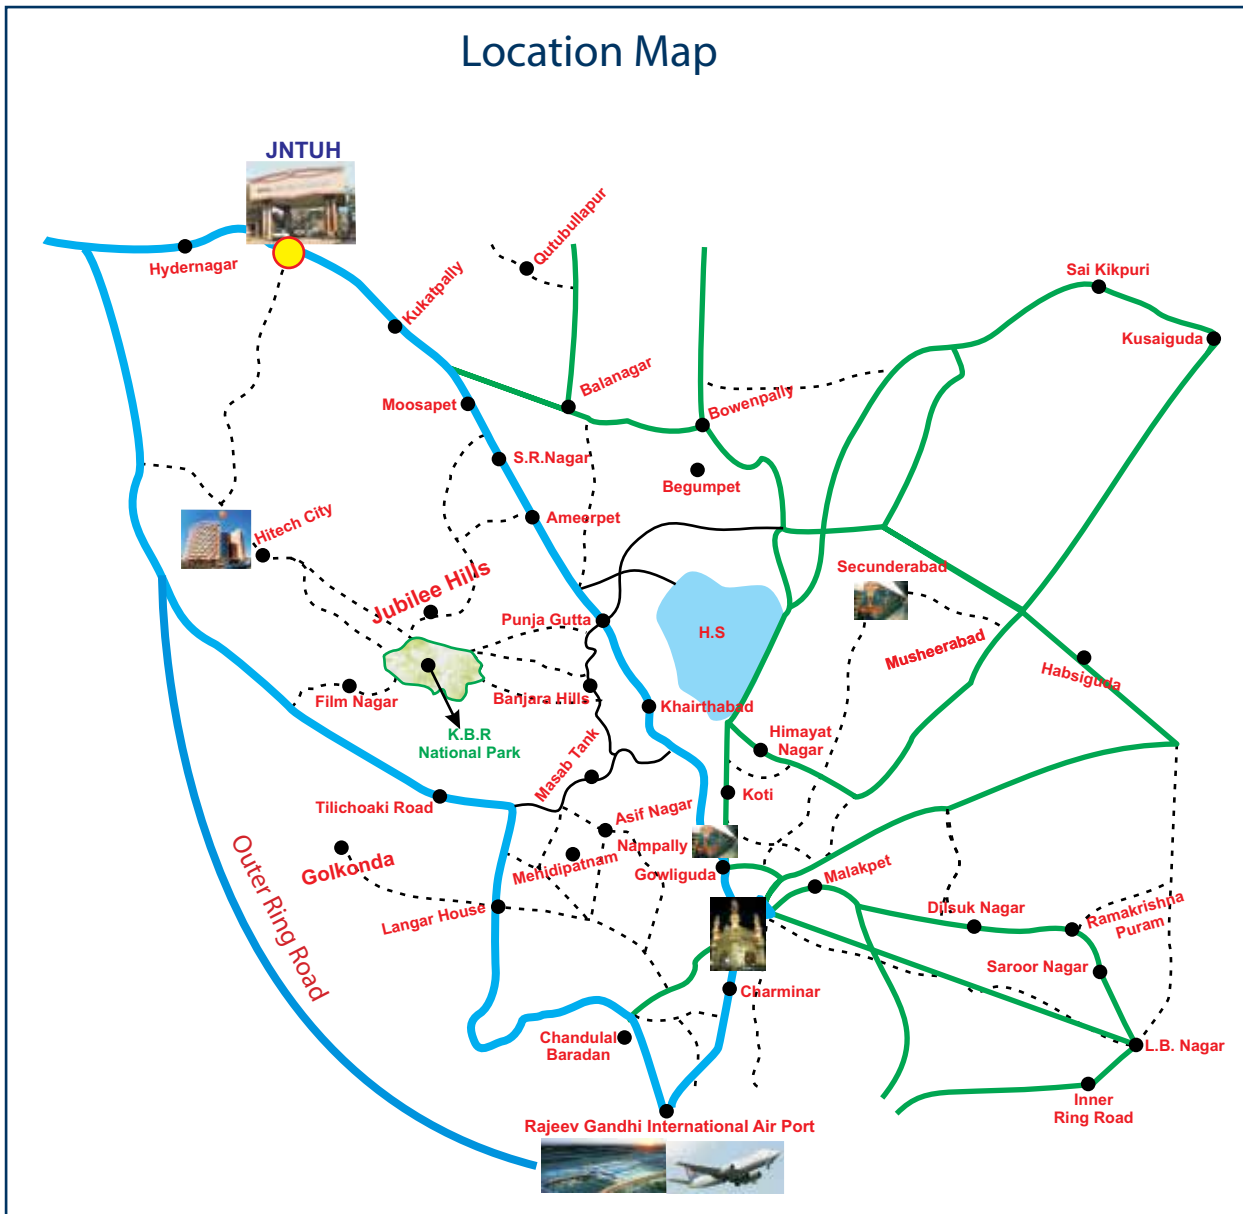 Location Map
JNTUH
Hydernagar
Kukatpally
Qutubullapur
Sai Kikpuri
Kusaiguda
Moosapet
Balanagar
Bowenpally
S.R.Nagar
Begumpet
Ameerpet
Hitech City
Jubilee Hills
Secunderabad
Punja Gutta
H.S
Musheerabad
Habsiguda
Film Nagar
Banjara Hills
Khairthabad
K.B.R
National Park
Himayat
Nagar
Masab Tank
Tilichoaki Road
Koti
Asif Nagar
Nampally
Golkonda
Mehidipatnam
Gowliguda
Malakpet
Outer Ring Road
Langar House
Dilsuk Nagar
Ramakrishna
Puram
Saroor Nagar
Charminar
Chandulal
Baradan
L.B. Nagar
Inner
Ring Road
Rajeev Gandhi International Air Port